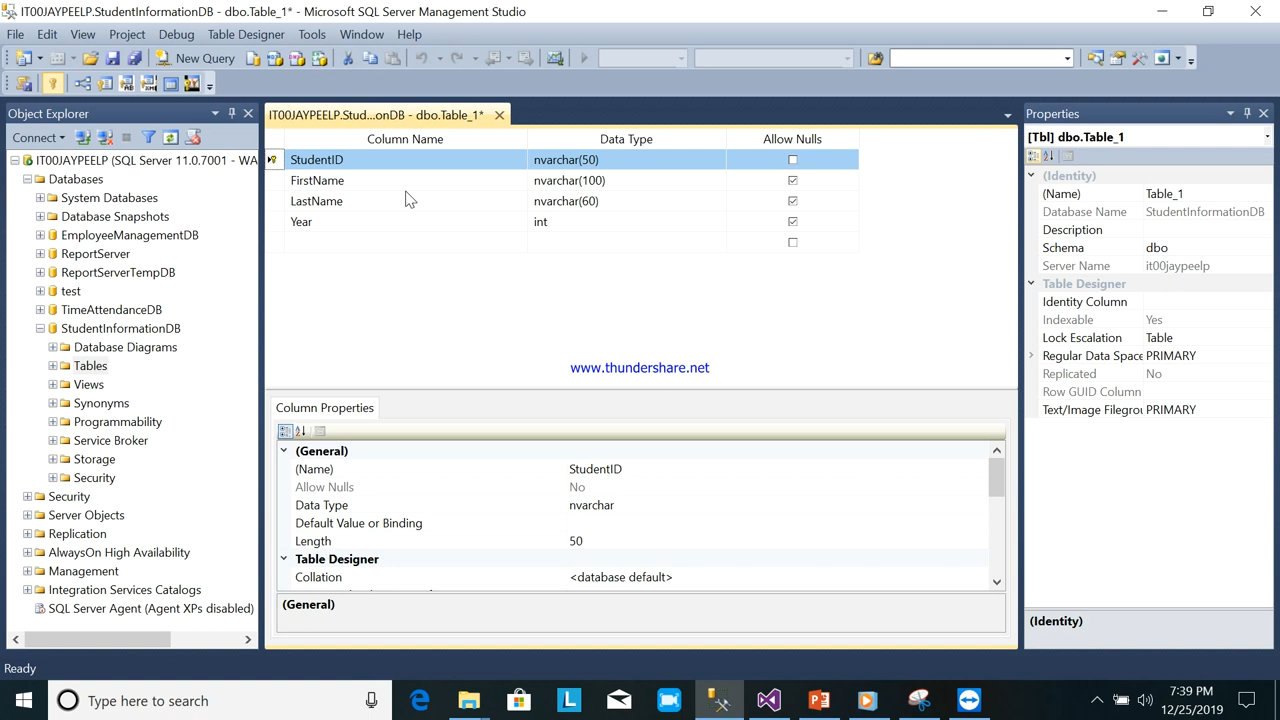 IT00JAYPEELP.StudentInformationDB - dbo.Table_1* - Microsoft SQL Server Management Studio
File Edit View Project Debug Table Designer Tools Window Help
New Query
Object Explorer
Connect
IT00JAYPEELP (SQL Server 11.0.7001 - WA
Databases
System Databases
Database Snapshots
EmployeeManagementDB
ReportServer
ReportServerTempDB
test
TimeAttendanceDB
StudentInformationDB
Database Diagrams
Tables
Views
Synonyms
Programmability
Service Broker
Storage
Security
Security
Server Objects
Replication
AlwaysOn High Availability
Management
Integration Services Catalogs
SQL Server Agent (Agent XPs disabled)
IT00JAYPEELP.Stud...onDB - dbo.Table_1*
Column Name Data Type Allow Nulls
StudentID nvarchar(50)
FirstName nvarchar(100)
LastName nvarchar(60)
Year int
www.thundershare.net
Column Properties
(General)
(Name) StudentID
Allow Nulls No
Data Type nvarchar
Default Value or Binding
Length 50
Table Designer
Collation <database default>
(General)
Properties
[Tbl] dbo.Table_1
(Identity)
(Name) Table_1
Database Name StudentInformationDB
Description
Schema dbo
Server Name it00jaypeelp
Table Designer
Identity Column
Indexable Yes
Lock Escalation Table
Regular Data Space PRIMARY
Replicated No
Row GUID Column
Text/Image Filegrou PRIMARY
(Identity)
Ready
Type here to search
7:39 PM
12/25/2019